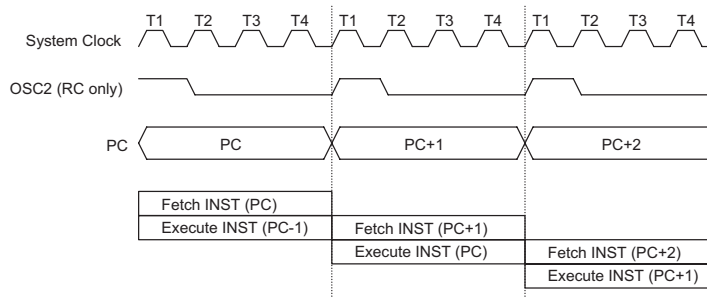 T1 T2 T3 T4 T1 T2 T3 T4 T1 T2 T3 T4
System Clock
OSC2 (RC only)
PC PC PC+1 PC+2
Fetch INST (PC)
Execute INST (PC-1) Fetch INST (PC+1)
Execute INST (PC) Fetch INST (PC+2)
Execute INST (PC+1)